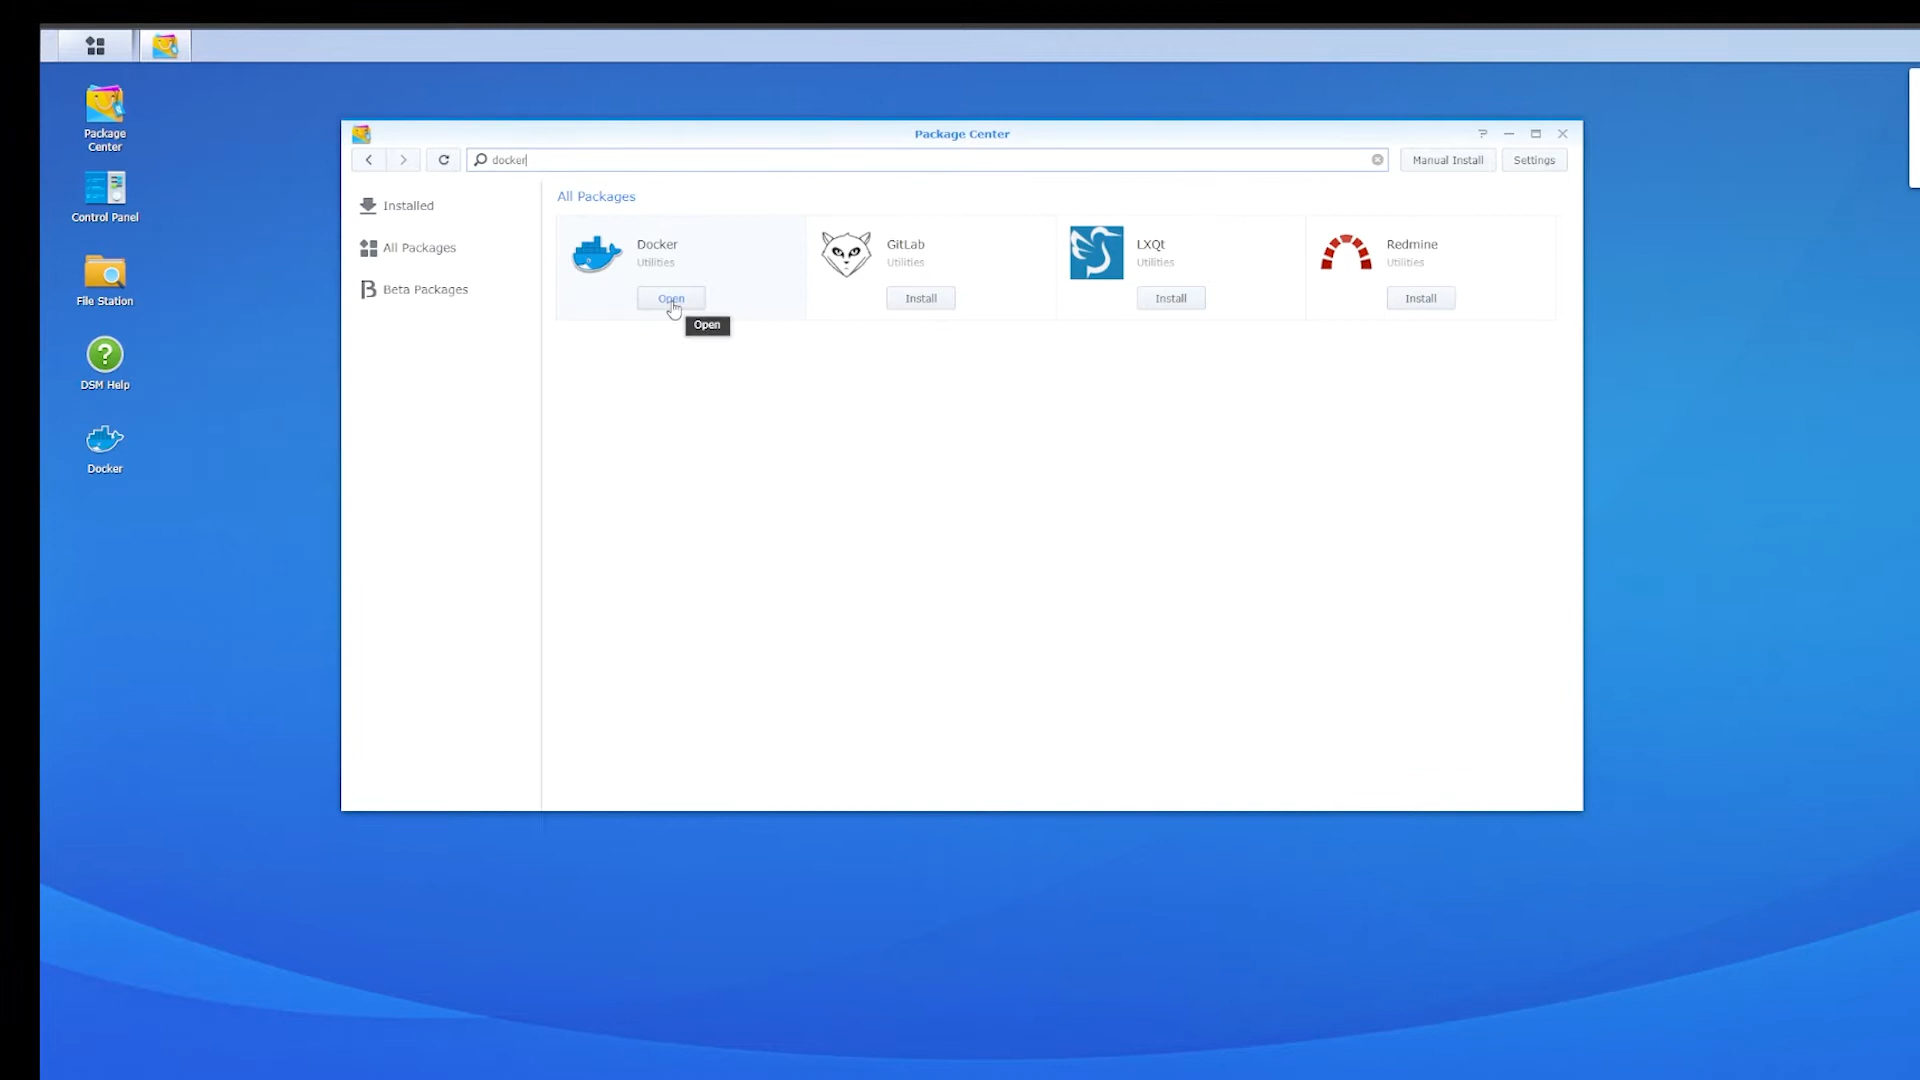 Package
Center
Control Panel
File Station
DSM Help
Docker
Package Center
docker
Manual Install
Settings
Installed
All Packages
Beta Packages
All Packages
Docker
Utilities
Open
Open
GitLab
Utilities
Install
LXQt
Utilities
Install
Redmine
Utilities
Install